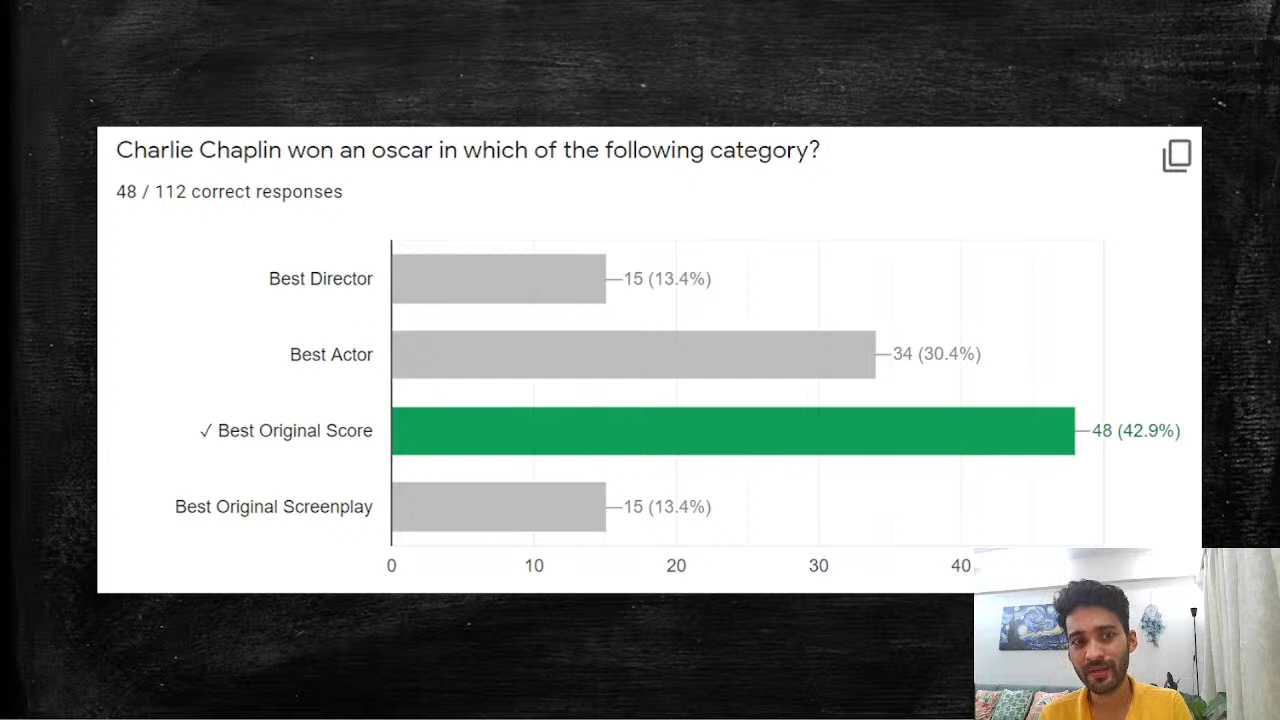 Charlie Chaplin won an oscar in which of the following category?
48 / 112 correct responses
Best Director
15 (13.4%)
Best Actor
34 (30.4%)
✓ Best Original Score
48 (42.9%)
Best Original Screenplay
15 (13.4%)
0 10 20 30 40